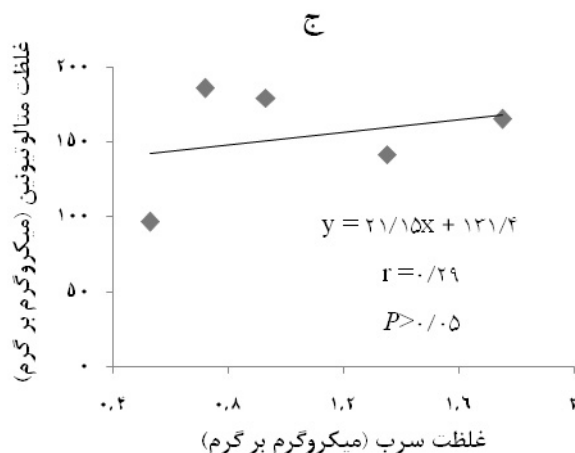 ج
غلظت متالوتیونین (میکروگرم بر گرم)
۲۰۰
۱۵۰
۱۰۰
۵۰
۰
y = ۲۱/۱۵x + ۱۳۱/۴
r =۰/۲۹
P>۰/۰۵
۰,۴ ۰,۸ ۱,۲ ۱,۶ ۲
غلظت سرب (میکروگرم بر گرم)